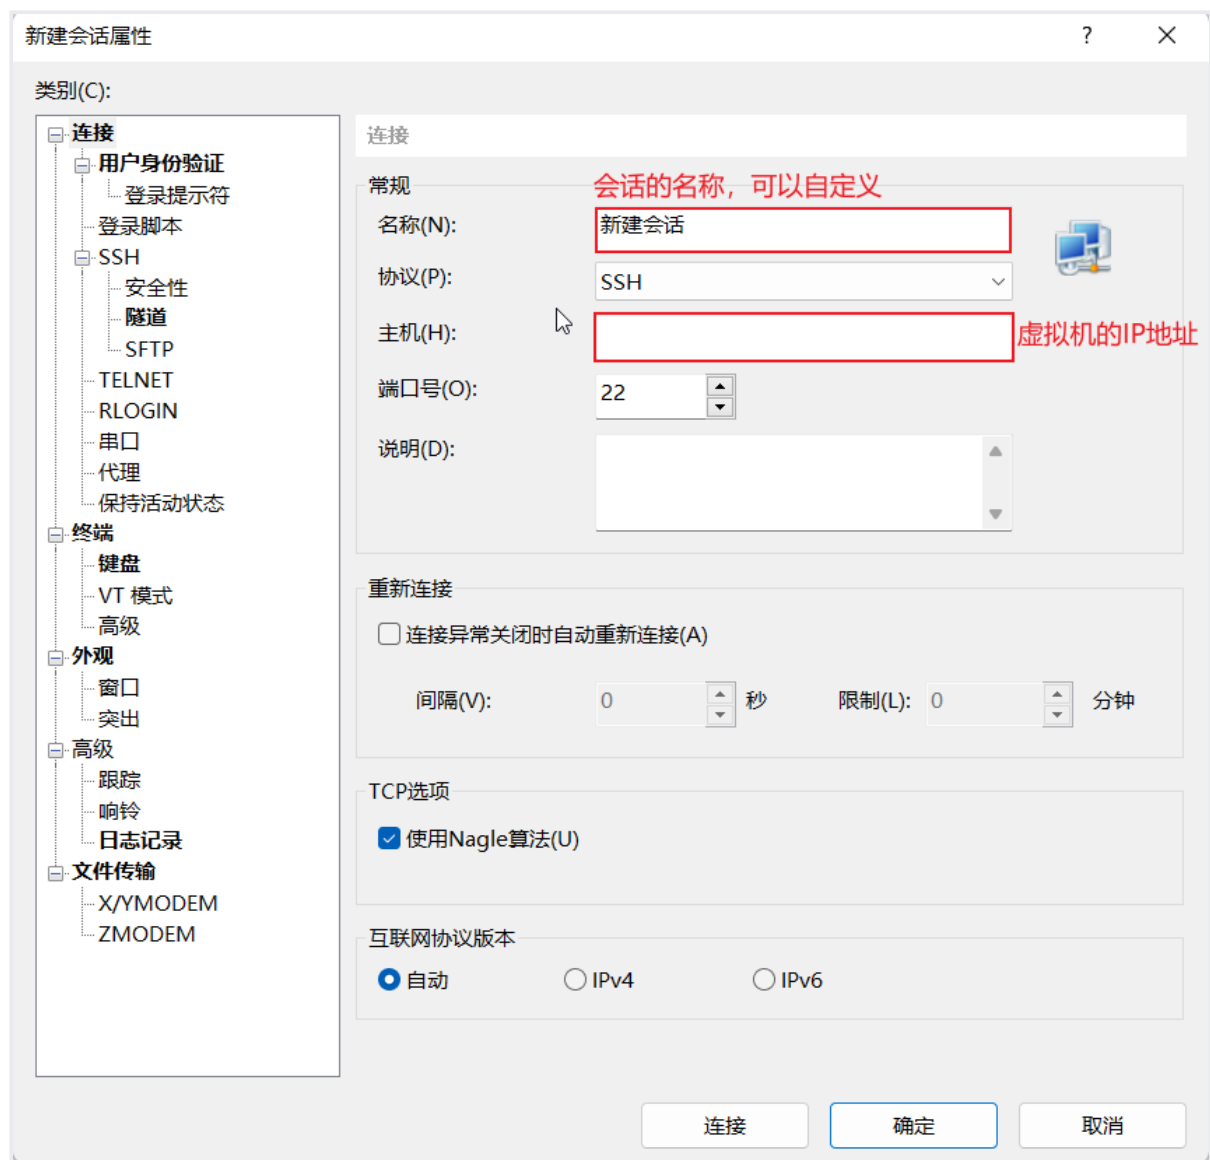 新建会话属性
?
类别(C):
连接
用户身份验证
登录提示符
登录脚本
SSH
安全性
隧道
SFTP
TELNET
RLOGIN
串口
代理
保持活动状态
终端
键盘
VT 模式
高级
外观
窗口
突出
高级
跟踪
响铃
日志记录
文件传输
X/YMODEM
ZMODEM
连接
常规
会话的名称，可以自定义
名称(N): 新建会话
协议(P): SSH
主机(H): 虚拟机的IP地址
端口号(O): 22
说明(D):
重新连接
连接异常关闭时自动重新连接(A)
间隔(V): 0 秒 限制(L): 0 分钟
TCP选项
使用Nagle算法(U)
互联网协议版本
自动 IPv4 IPv6
连接 确定 取消